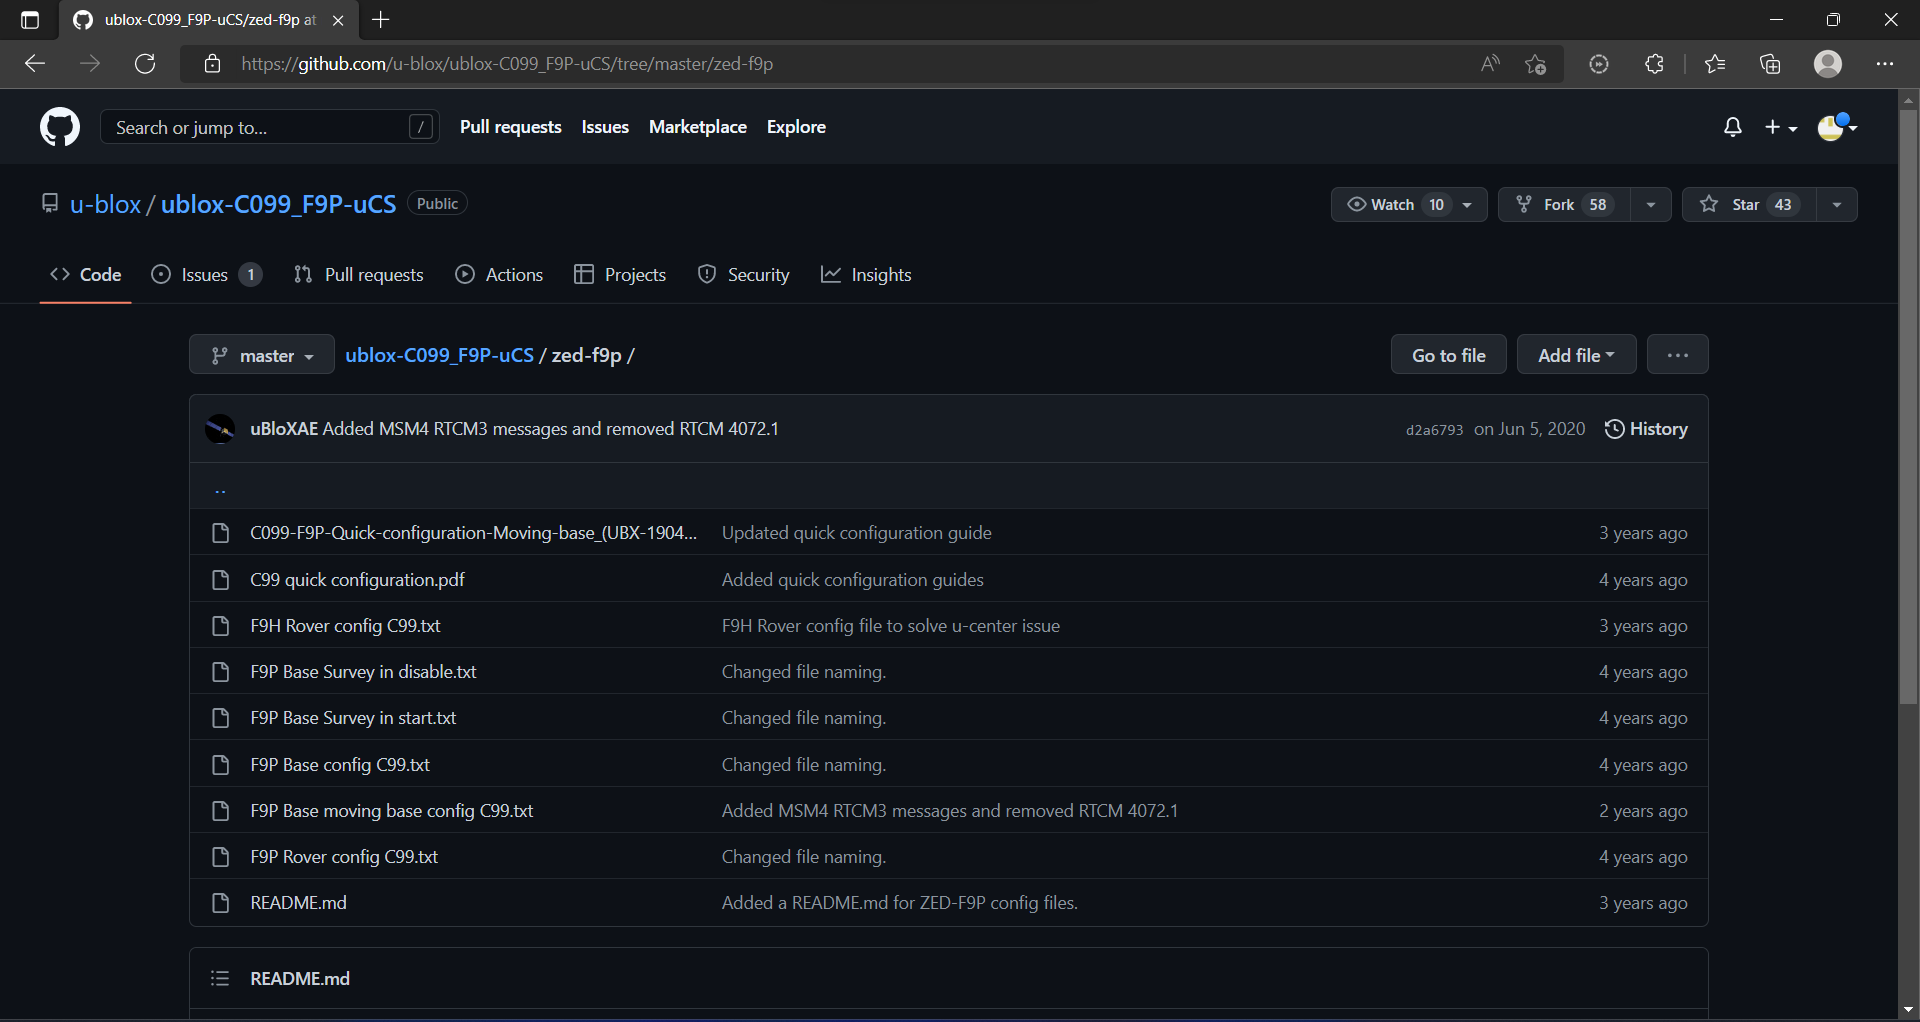 ublox-C099_F9P-uCS/zed-f9p at
https://github.com/u-blox/ublox-C099_F9P-uCS/tree/master/zed-f9p
Search or jump to... / Pull requests Issues Marketplace Explore
u-blox / ublox-C099_F9P-uCS Public Watch 10 Fork 58 Star 43
Code Issues 1 Pull requests Actions Projects Security Insights
master ublox-C099_F9P-uCS / zed-f9p / Go to file Add file ...
uBloXAE Added MSM4 RTCM3 messages and removed RTCM 4072.1 d2a6793 on Jun 5, 2020 History
..
C099-F9P-Quick-configuration-Moving-base_(UBX-1904... Updated quick configuration guide 3 years ago
C99 quick configuration.pdf Added quick configuration guides 4 years ago
F9H Rover config C99.txt F9H Rover config file to solve u-center issue 3 years ago
F9P Base Survey in disable.txt Changed file naming. 4 years ago
F9P Base Survey in start.txt Changed file naming. 4 years ago
F9P Base config C99.txt Changed file naming. 4 years ago
F9P Base moving base config C99.txt Added MSM4 RTCM3 messages and removed RTCM 4072.1 2 years ago
F9P Rover config C99.txt Changed file naming. 4 years ago
README.md Added a README.md for ZED-F9P config files. 3 years ago
README.md